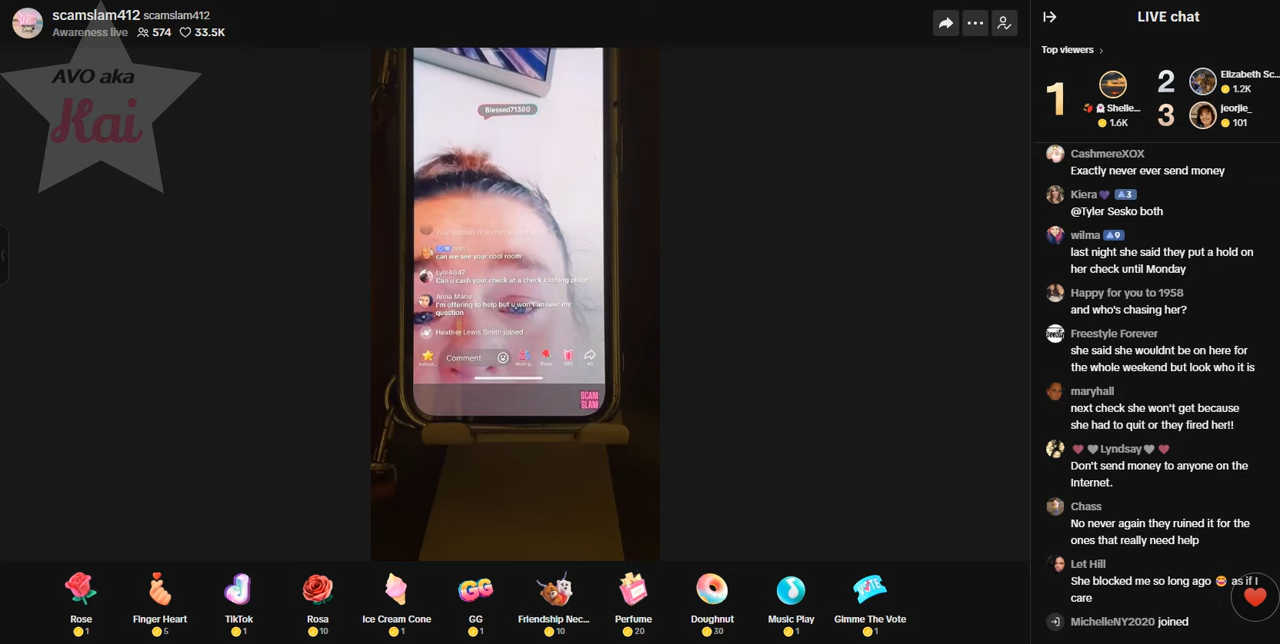 scamslam412 scamslam412
Awareness live 574 33.5K
AVO aka
Kai
Blessed71380
can we see your cool room
Lybr4847
Can u cash your check at a check cashing place?
Anna Marie
I'm offering to help but u won't answer my
question
Heather Lewis Smith joined
Comment
SCAM
SLAM
Rose
1
Finger Heart
5
TikTok
1
Rosa
10
Ice Cream Cone
1
GG
1
Friendship Nec...
10
Perfume
20
Doughnut
30
Music Play
1
Gimme The Vote
1
LIVE chat
Top viewers
1
Shelle...
1.6K
2
Elizabeth Sc...
1.2K
3
jeorjie_
101
CashmereXOX
Exactly never ever send money
Kiera 3
@Tyler Sesko both
wilma 9
last night she said they put a hold on
her check until Monday
Happy for you to 1958
and who's chasing her?
Freestyle Forever
she said she wouldnt be on here for
the whole weekend but look who it is
maryhall
next check she won't get because
she had to quit or they fired her!!
Lyndsay
Don't send money to anyone on the
Internet.
Chass
No never again they ruined it for the
ones that really need help
Let Hill
She blocked me so long ago as if I
care
MichelleNY2020 joined